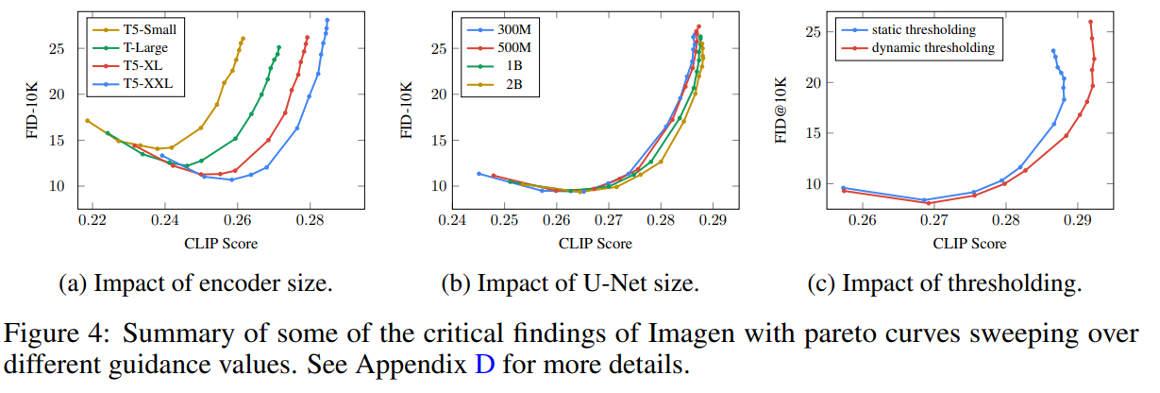 T5-Small
T-Large
T5-XL
T5-XXL
25
20
15
10
0.22 0.24 0.26 0.28
FID-10K
CLIP Score
(a) Impact of encoder size.
300M
500M
1B
2B
25
20
15
10
0.24 0.25 0.26 0.27 0.28 0.29
FID-10K
CLIP Score
(b) Impact of U-Net size.
static thresholding
dynamic thresholding
25
20
15
10
0.26 0.27 0.28 0.29
FID@10K
CLIP Score
(c) Impact of thresholding.
Figure 4: Summary of some of the critical findings of Imagen with pareto curves sweeping over
different guidance values. See Appendix D for more details.